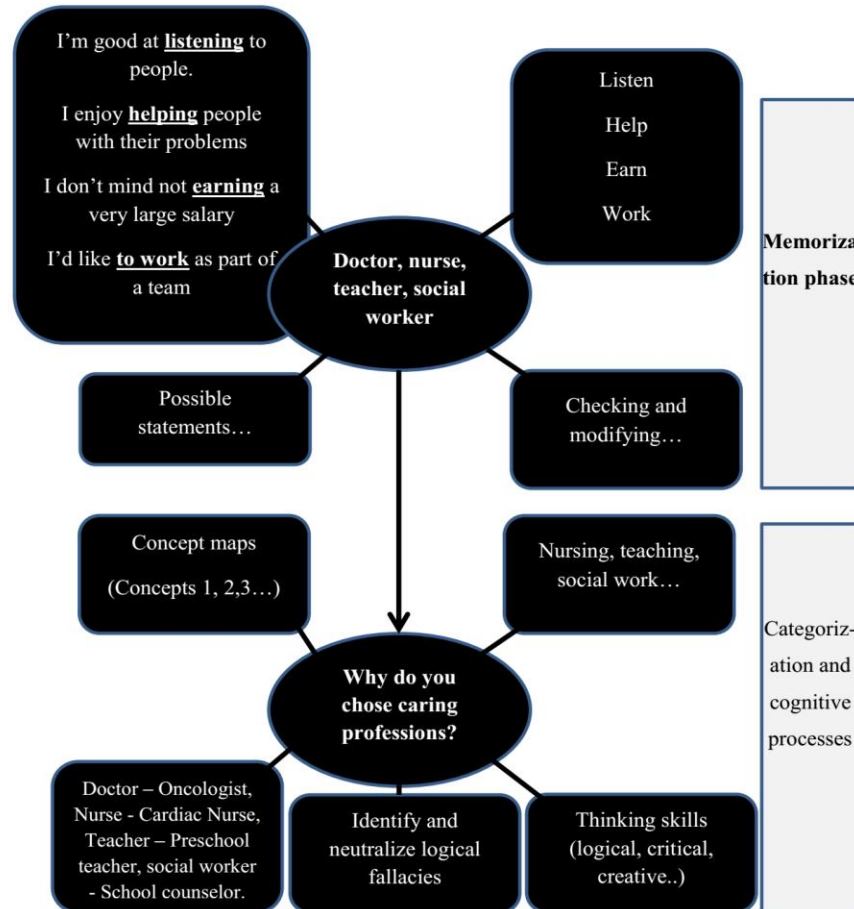 I'm good at listening to
people.
I enjoy helping people
with their problems
I don't mind not earning a
very large salary
I'd like to work as part of
a team
Listen
Help
Earn
Work
Memoriza
tion phase
Doctor, nurse,
teacher, social
worker
Possible
statements…
Checking and
modifying…
Concept maps
(Concepts 1, 2,3…)
Nursing, teaching,
social work…
Categoriz-
ation and
cognitive
processes
Why do you
chose caring
professions?
Doctor – Oncologist,
Nurse - Cardiac Nurse,
Teacher – Preschool
teacher, social worker
- School counselor.
Identify and
neutralize logical
fallacies
Thinking skills
(logical, critical,
creative..)